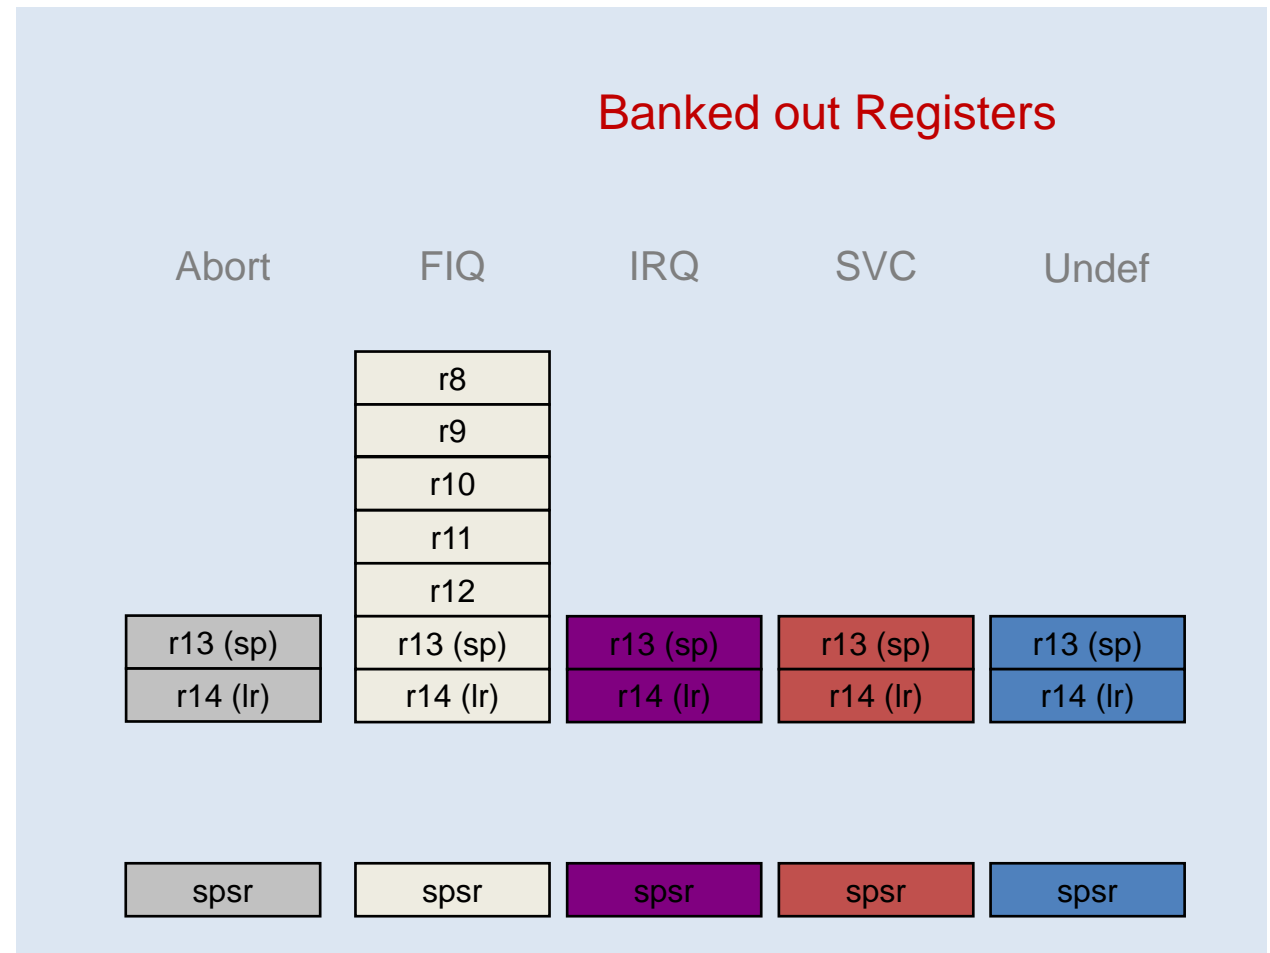 Banked out Registers
Abort FIQ IRQ SVC Undef
r8
r9
r10
r11
r12
r13 (sp) r13 (sp) r13 (sp) r13 (sp) r13 (sp)
r14 (lr) r14 (lr) r14 (lr) r14 (lr) r14 (lr)
spsr spsr spsr spsr spsr